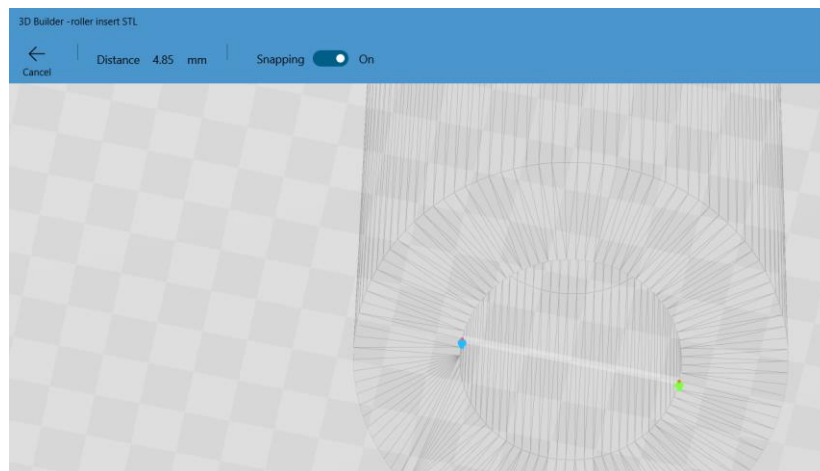 3D Builder - roller insert STL
Distance 4.85 mm Snapping On
Cancel